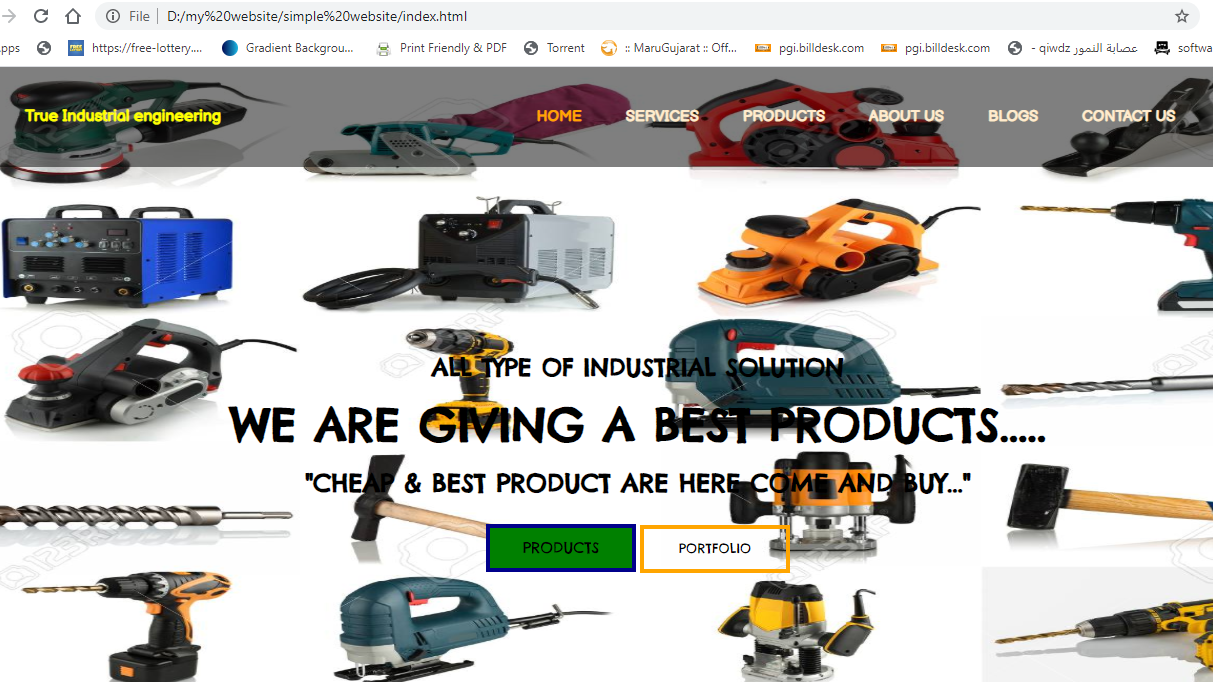 File D:/my%20website/simple%20website/index.html
pps https://free-lottery.... Gradient Backgrou... Print Friendly & PDF Torrent :: MaruGujarat :: Off... pgi.billdesk.com pgi.billdesk.com عصابة النمور qiwdz - softwa
True Industrial engineering HOME SERVICES PRODUCTS ABOUT US BLOGS CONTACT US
ALL TYPE OF INDUSTRIAL SOLUTION
WE ARE GIVING A BEST PRODUCTS.....
"CHEAP & BEST PRODUCT ARE HERE COME AND BUY..."
PRODUCTS PORTFOLIO